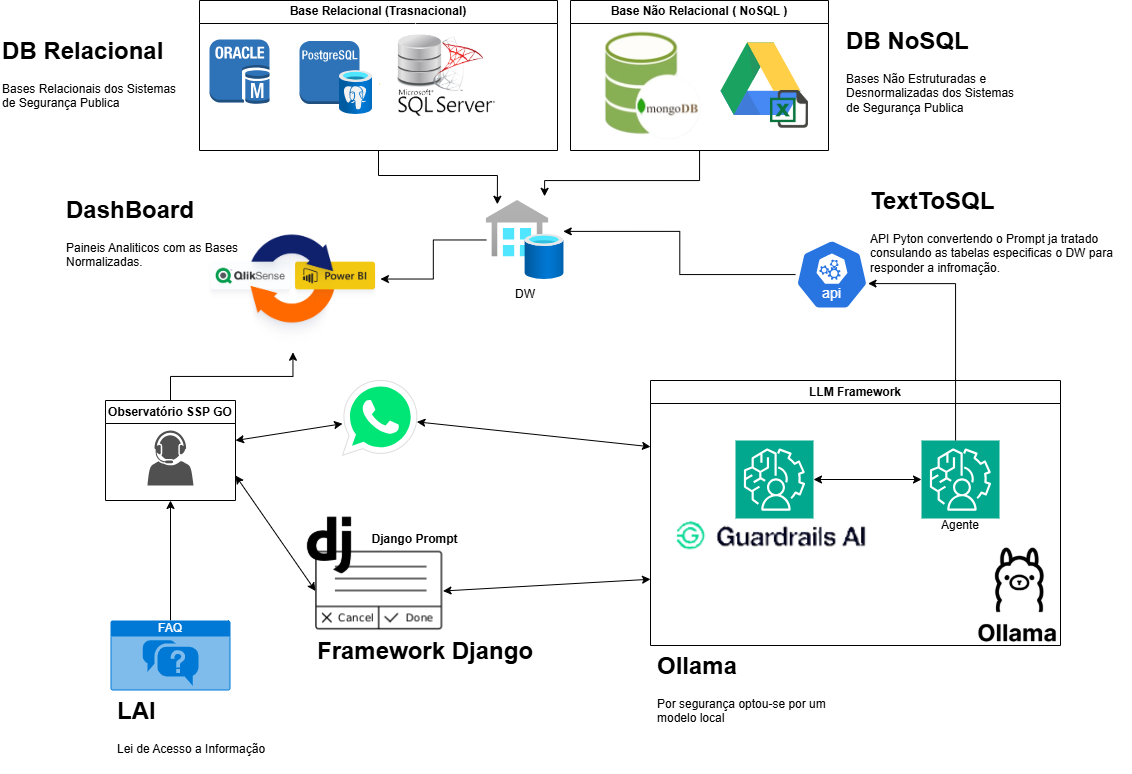 Base Relacional (Trasnacional)
Base Não Relacional ( NoSQL )
DB Relacional
Bases Relacionais dos Sistemas
de Segurança Publica
ORACLE
M
PostgreSQL
Microsoft
SQL Server
mongoDB
X
DB NoSQL
Bases Não Estruturadas e
Desnormalizadas dos Sistemas
de Segurança Publica
DashBoard
Paineis Analiticos com as Bases
Normalizadas.
QlikSense
Power BI
DW
TextToSQL
API Pyton convertendo o Prompt ja tratado
consulando as tabelas especificas o DW para
responder a infromação.
api
Observatório SSP GO
LLM Framework
Guardrails AI
Agente
Ollama
dj
Django Prompt
Cancel
Done
Framework Django
FAQ
?
LAI
Lei de Acesso a Informação
Ollama
Por segurança optou-se por um
modelo local